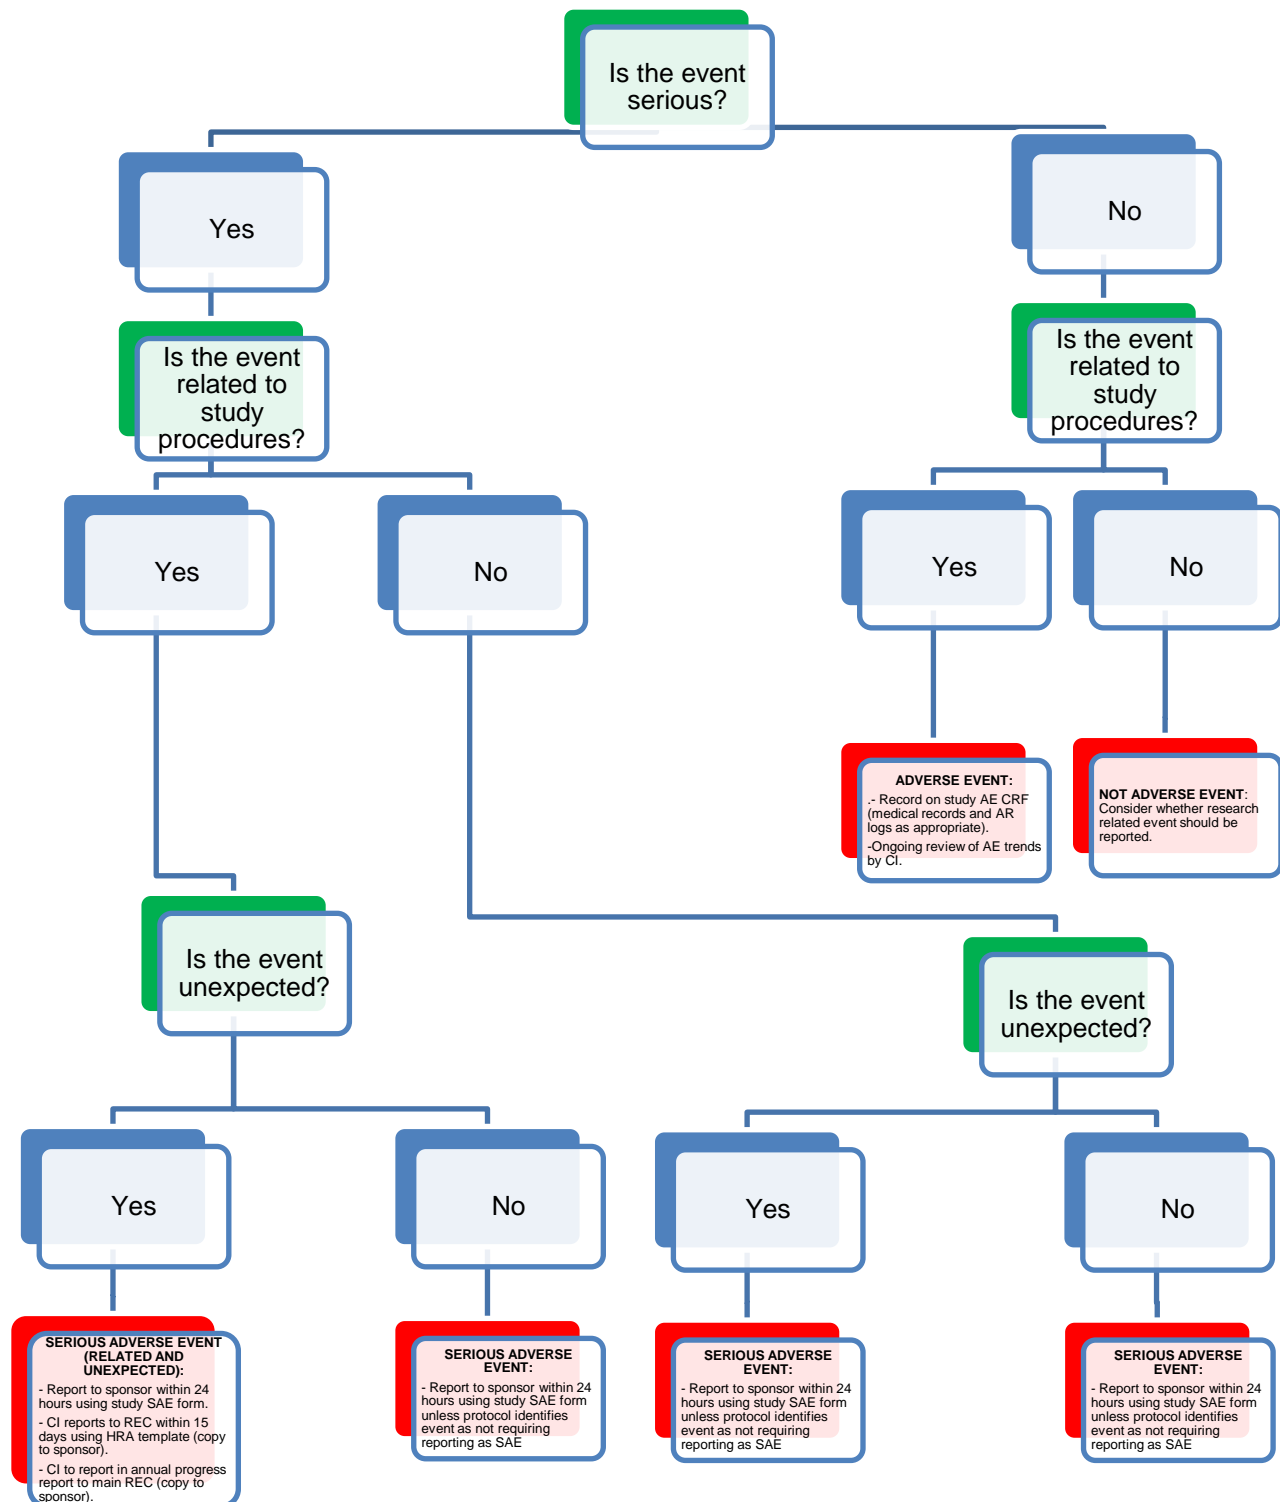 Is the event
serious?
Yes
No
Is the event
related to
study
procedures?
Is the event
related to
study
procedures?
Yes
No
Yes
No
ADVERSE EVENT:
.- Record on study AE CRF
(medical records and AR
logs as appropriate).
-Ongoing review of AE trends
by CI.
NOT ADVERSE EVENT:
Consider whether research
related event should be
reported.
Is the event
unexpected?
Is the event
unexpected?
Yes
No
Yes
No
SERIOUS ADVERSE EVENT
(RELATED AND
UNEXPECTED):
- Report to sponsor within 24
hours using study SAE form.
- CI reports to REC within 15
days using HRA template (copy
to sponsor).
- CI to report in annual progress
report to main REC (copy to
sponsor).
SERIOUS ADVERSE
EVENT:
- Report to sponsor within 24
hours using study SAE form
unless protocol identifies
event as not requiring
reporting as SAE
SERIOUS ADVERSE
EVENT:
- Report to sponsor within 24
hours using study SAE form
unless protocol identifies
event as not requiring
reporting as SAE
SERIOUS ADVERSE
EVENT:
- Report to sponsor within 24
hours using study SAE form
unless protocol identifies
event as not requiring
reporting as SAE